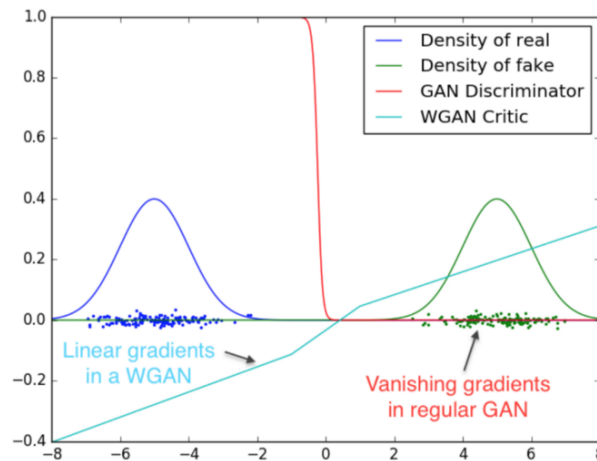 1.0
0.8
0.6
0.4
0.2
0.0
−0.2
−0.4
Density of real
Density of fake
GAN Discriminator
WGAN Critic
Linear gradients
in a WGAN
Vanishing gradients
in regular GAN
−8 −6 −4 −2 0 2 4 6 8